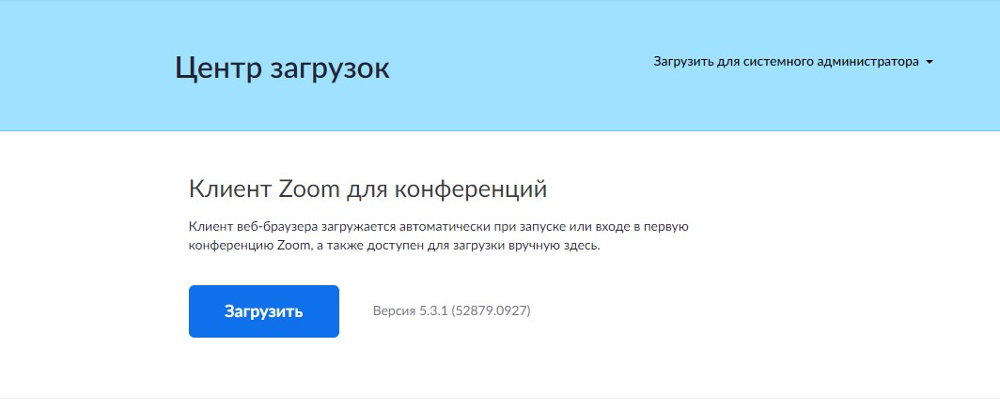 Центр загрузок
Загрузить для системного администратора
Клиент Zoom для конференций
Клиент веб-браузера загружается автоматически при запуске или входе в первую
конференцию Zoom, а также доступен для загрузки вручную здесь.
Загрузить
Версия 5.3.1 (52879.0927)